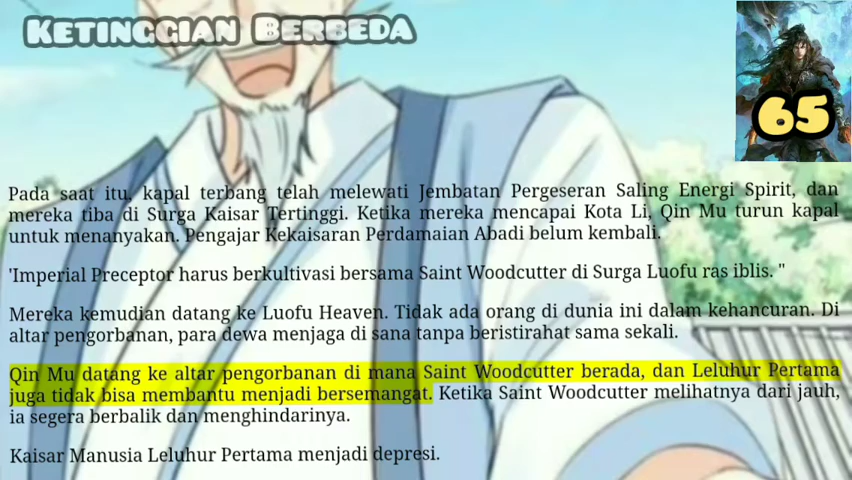 Ketinggian Berbeda
65
Pada saat itu, kapal terbang telah melewati Jembatan Pergeseran Saling Energi Spirit, dan
mereka tiba di Surga Kaisar Tertinggi. Ketika mereka mencapai Kota Li, Qin Mu turun kapal
untuk menanyakan. Pengajar Kekaisaran Perdamaian Abadi belum kembali.
'Imperial Preceptor harus berkultivasi bersama Saint Woodcutter di Surga Luofu ras iblis. "
Mereka kemudian datang ke Luofu Heaven. Tidak ada orang di dunia ini dalam kehancuran. Di
altar pengorbanan, para dewa menjaga di sana tanpa beristirahat sama sekali.
Qin Mu datang ke altar pengorbanan di mana Saint Woodcutter berada, dan Leluhur Pertama
juga tidak bisa membantu menjadi bersemangat. Ketika Saint Woodcutter melihatnya dari jauh,
ia segera berbalik dan menghindarinya.
Kaisar Manusia Leluhur Pertama menjadi depresi.